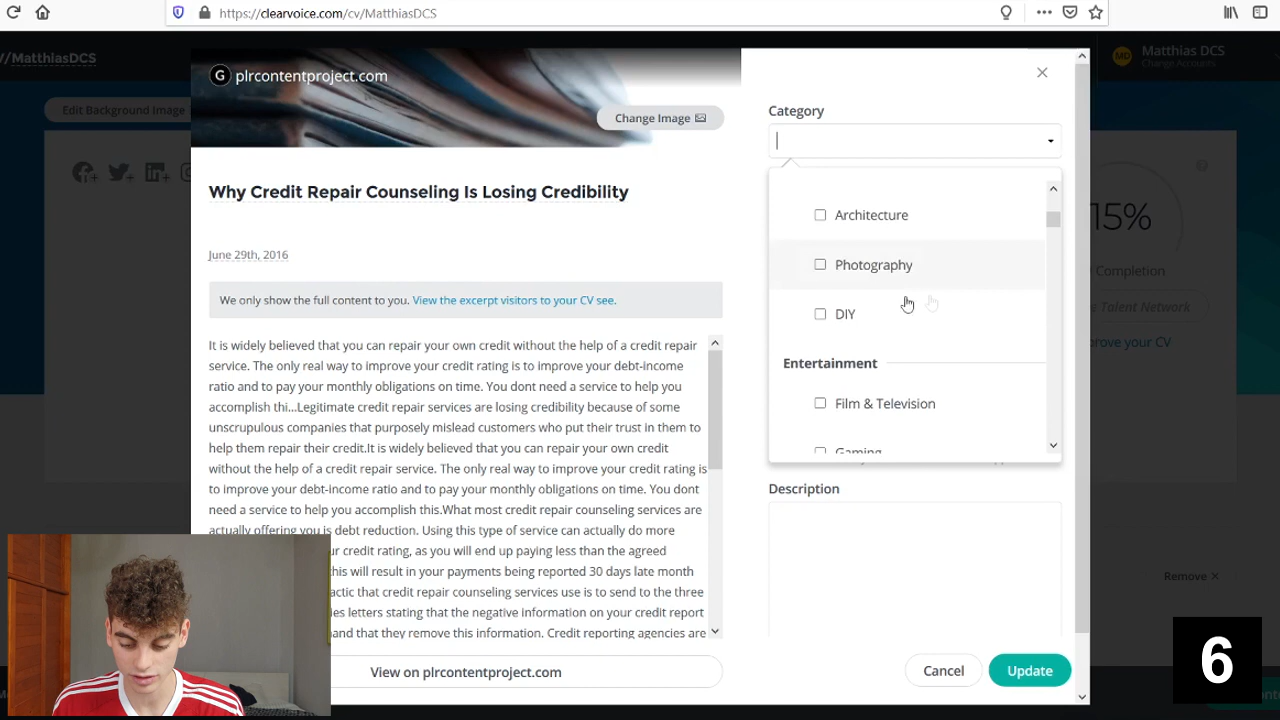 https://clearvoice.com/cv/MatthiasDCS
/MatthiasDCS
Matthias DCS
Change Accounts
Edit Background Image
G plrcontentproject.com
Change Image
Why Credit Repair Counseling Is Losing Credibility
June 29th, 2016
We only show the full content to you. View the excerpt visitors to your CV see.
It is widely believed that you can repair your own credit without the help of a credit repair
service. The only real way to improve your credit rating is to improve your debt-income
ratio and to pay your monthly obligations on time. You dont need a service to help you
accomplish thi...Legitimate credit repair services are losing credibility because of some
unscrupulous companies that purposely mislead customers who put their trust in them to
help them repair their credit.It is widely believed that you can repair your own credit
without the help of a credit repair service. The only real way to improve your credit rating is
to improve your debt-income ratio and to pay your monthly obligations on time. You dont
need a service to help you accomplish this.What most credit repair counseling services are
actually offering you is debt reduction. Using this type of service can actually do more
ur credit rating, as you will end up paying less than the agreed
his will result in your payments being reported 30 days late month
actic that credit repair counseling services use is to send to the three
es letters stating that the negative information on your credit report
and that they remove this information. Credit reporting agencies are
View on plrcontentproject.com
Category
Architecture
Photography
DIY
Entertainment
Film & Television
Gaming
Description
Cancel
Update
15%
Completion
Talent Network
prove your CV
Remove ×
6